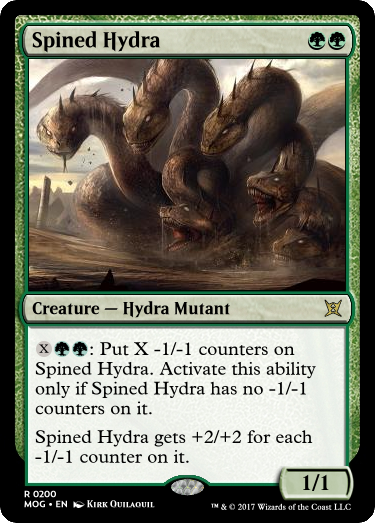 Spined Hydra
Creature — Hydra Mutant
X: Put X -1/-1 counters on
Spined Hydra. Activate this ability
only if Spined Hydra has no -1/-1
counters on it.
Spined Hydra gets +2/+2 for each
-1/-1 counter on it.
1/1
R 0200
MOG • EN Kirk Quilaquil
™ & © 2017 Wizards of the Coast LLC